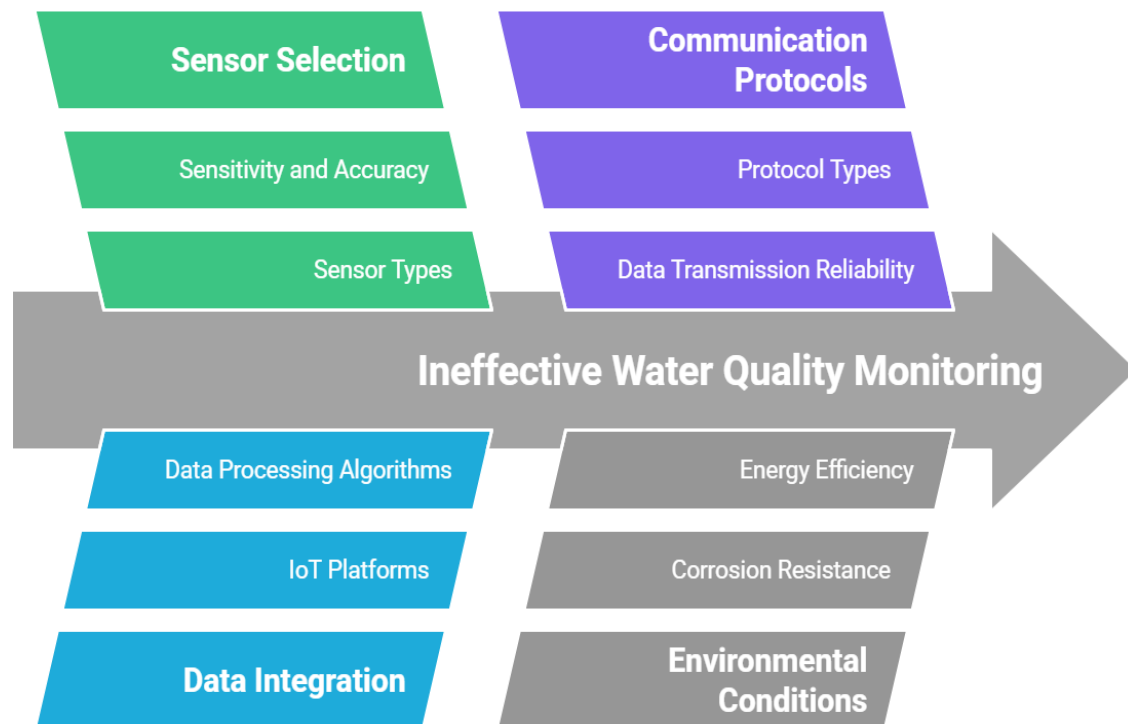 Sensor Selection
Sensitivity and Accuracy
Sensor Types
Communication
Protocols
Protocol Types
Data Transmission Reliability
Ineffective Water Quality Monitoring
Data Processing Algorithms
IoT Platforms
Data Integration
Energy Efficiency
Corrosion Resistance
Environmental
Conditions